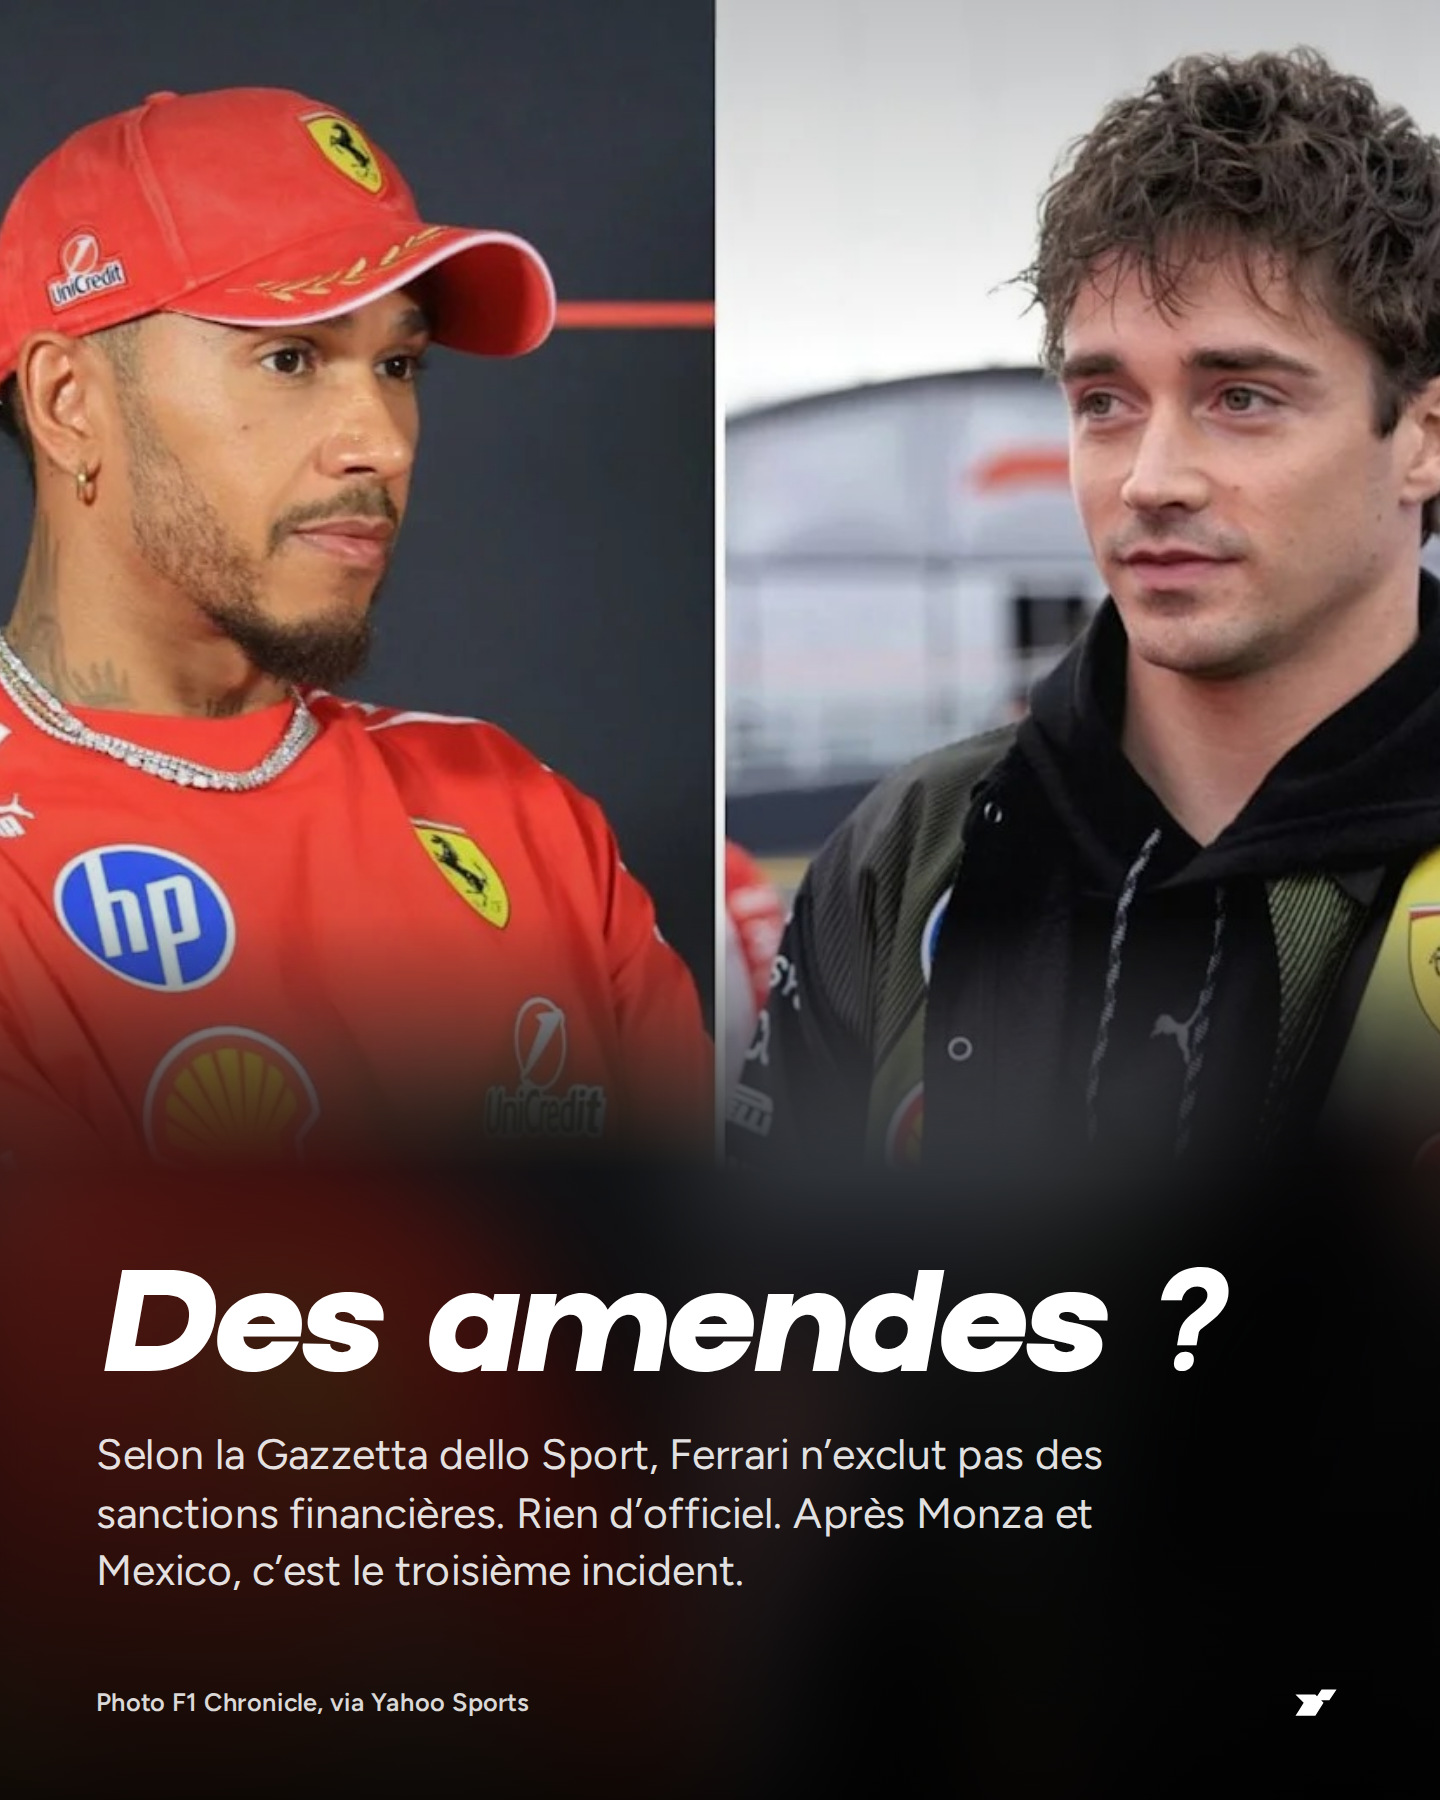 UniCredit
hp
UniCredit
Des amendes ?
Selon la Gazzetta dello Sport, Ferrari n’exclut pas des
sanctions financières. Rien d’officiel. Après Monza et
Mexico, c’est le troisième incident.
Photo F1 Chronicle, via Yahoo Sports